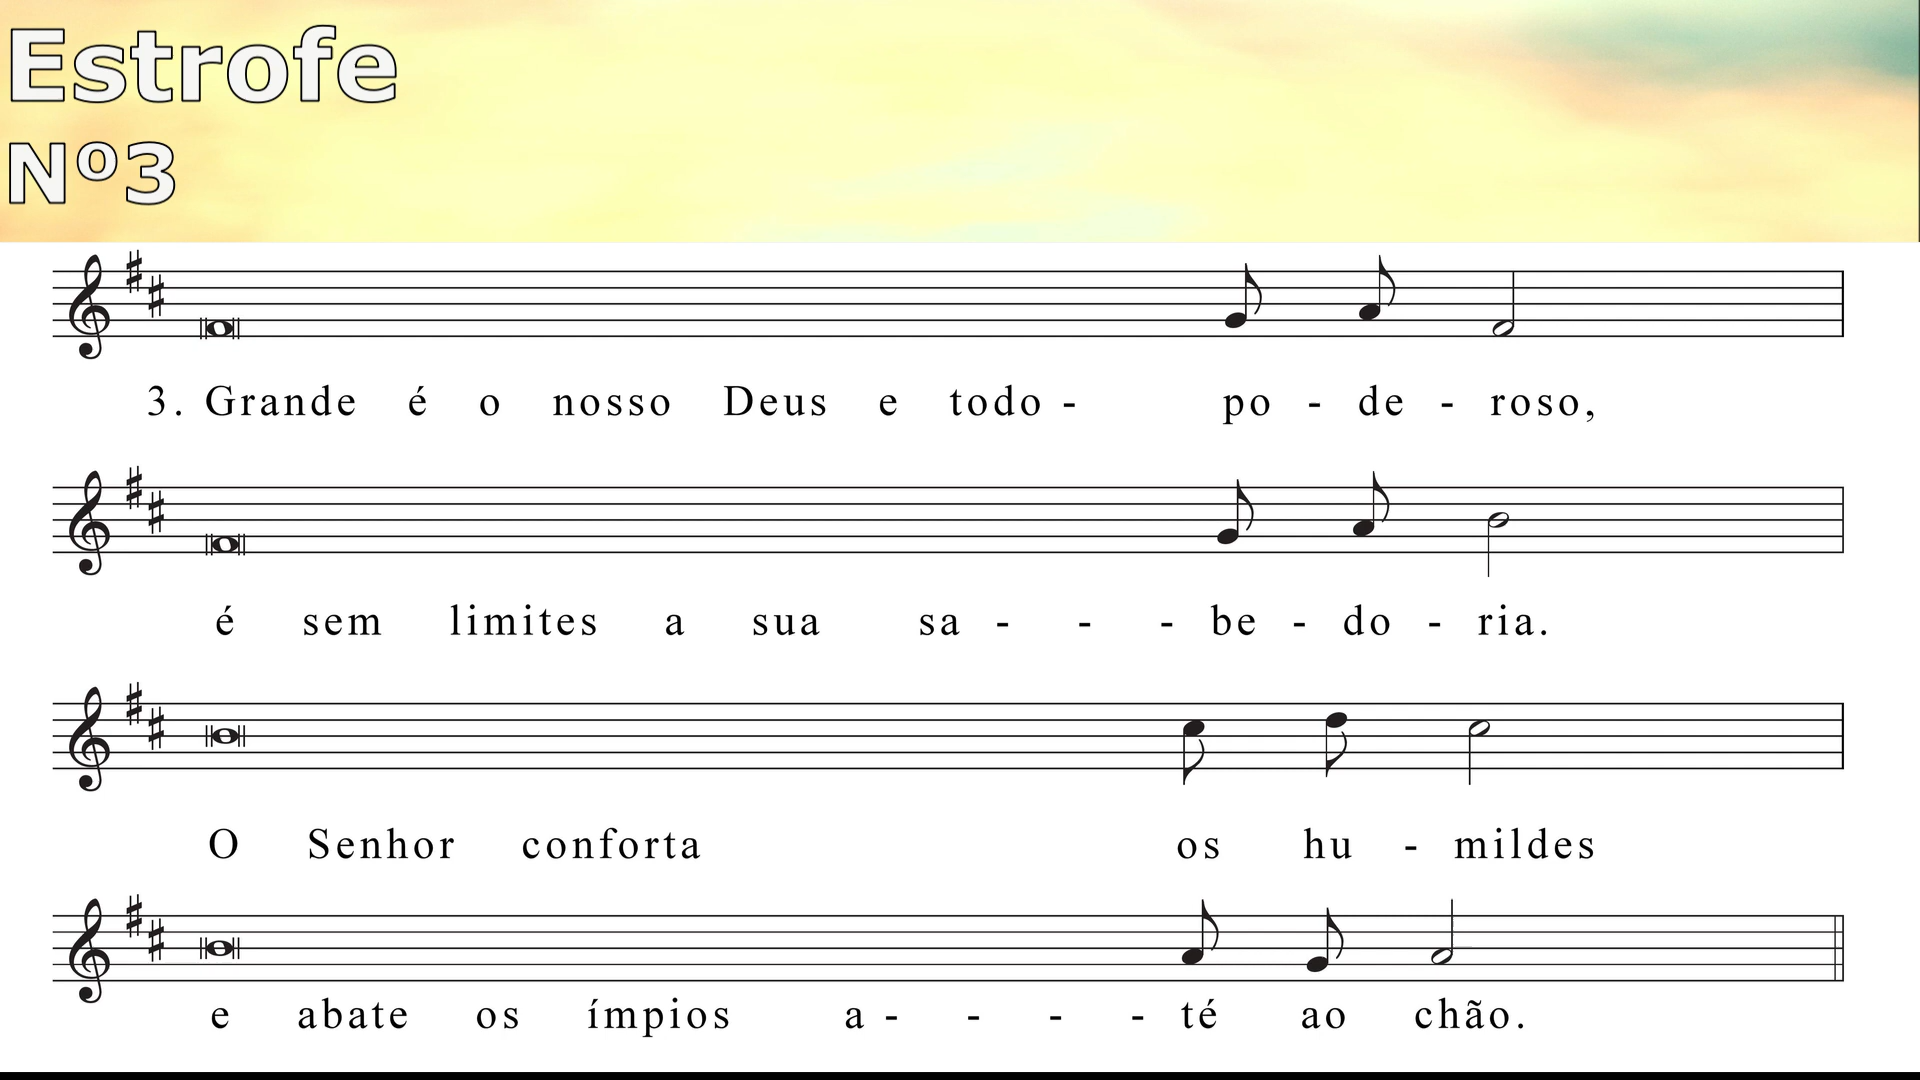 Estrofe
Nº3
3. Grande é o nosso Deus e todo - po - de - roso,
é sem limites a sua sa - - - be - do - ria.
O Senhor conforta os hu - mildes
e abate os ímpios a - - - - té ao chão.